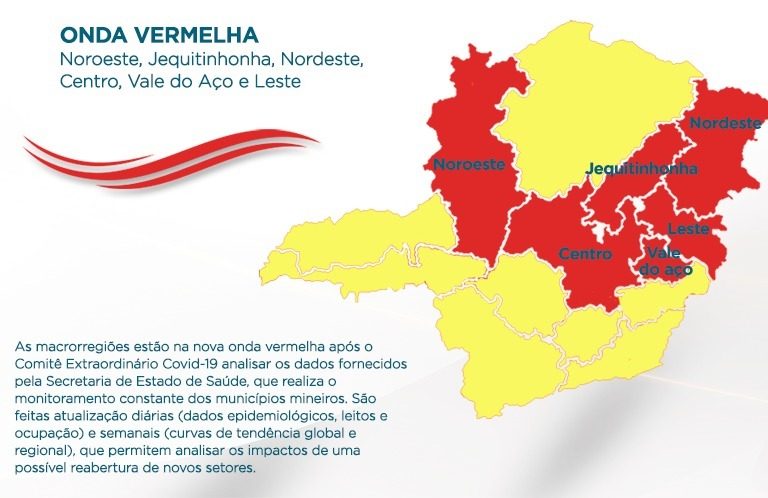 ONDA VERMELHA
Noroeste, Jequitinhonha, Nordeste,
Centro, Vale do Aço e Leste
Nordeste
Noroeste
Jequitinhonha
Leste
Centro
Vale
do aço
As macrorregiões estão na nova onda vermelha após o
Comitê Extraordinário Covid-19 analisar os dados fornecidos
pela Secretaria de Estado de Saúde, que realiza o
monitoramento constante dos municípios mineiros. São
feitas atualização diárias (dados epidemiológicos, leitos e
ocupação) e semanais (curvas de tendência global e
regional), que permitem analisar os impactos de uma
possível reabertura de novos setores.